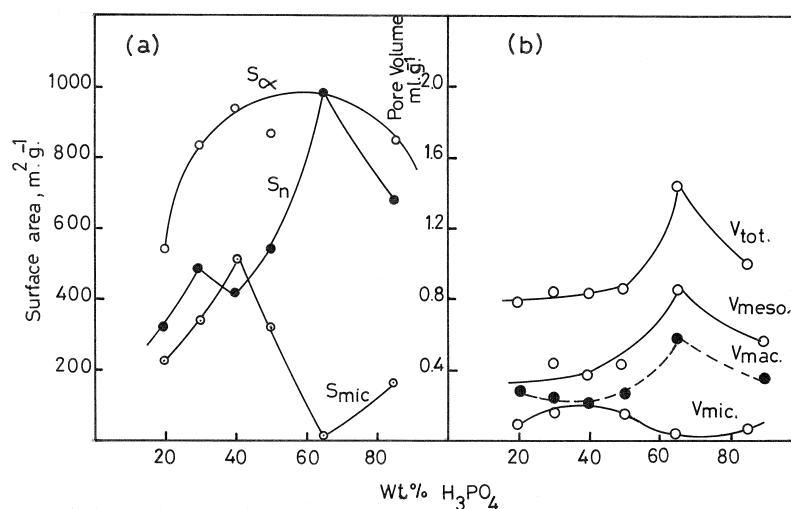 (a)
Surface area, m².g⁻¹
1000
800
600
400
200
20
40
60
80
S∝
Sₙ
Smic
(b)
Pore Volume
ml.g⁻¹
2.0
1.6
1.2
0.8
0.4
20
40
60
80
Vtot.
Vmeso.
Vmac.
Vmic.
Wt.% H₃PO₄